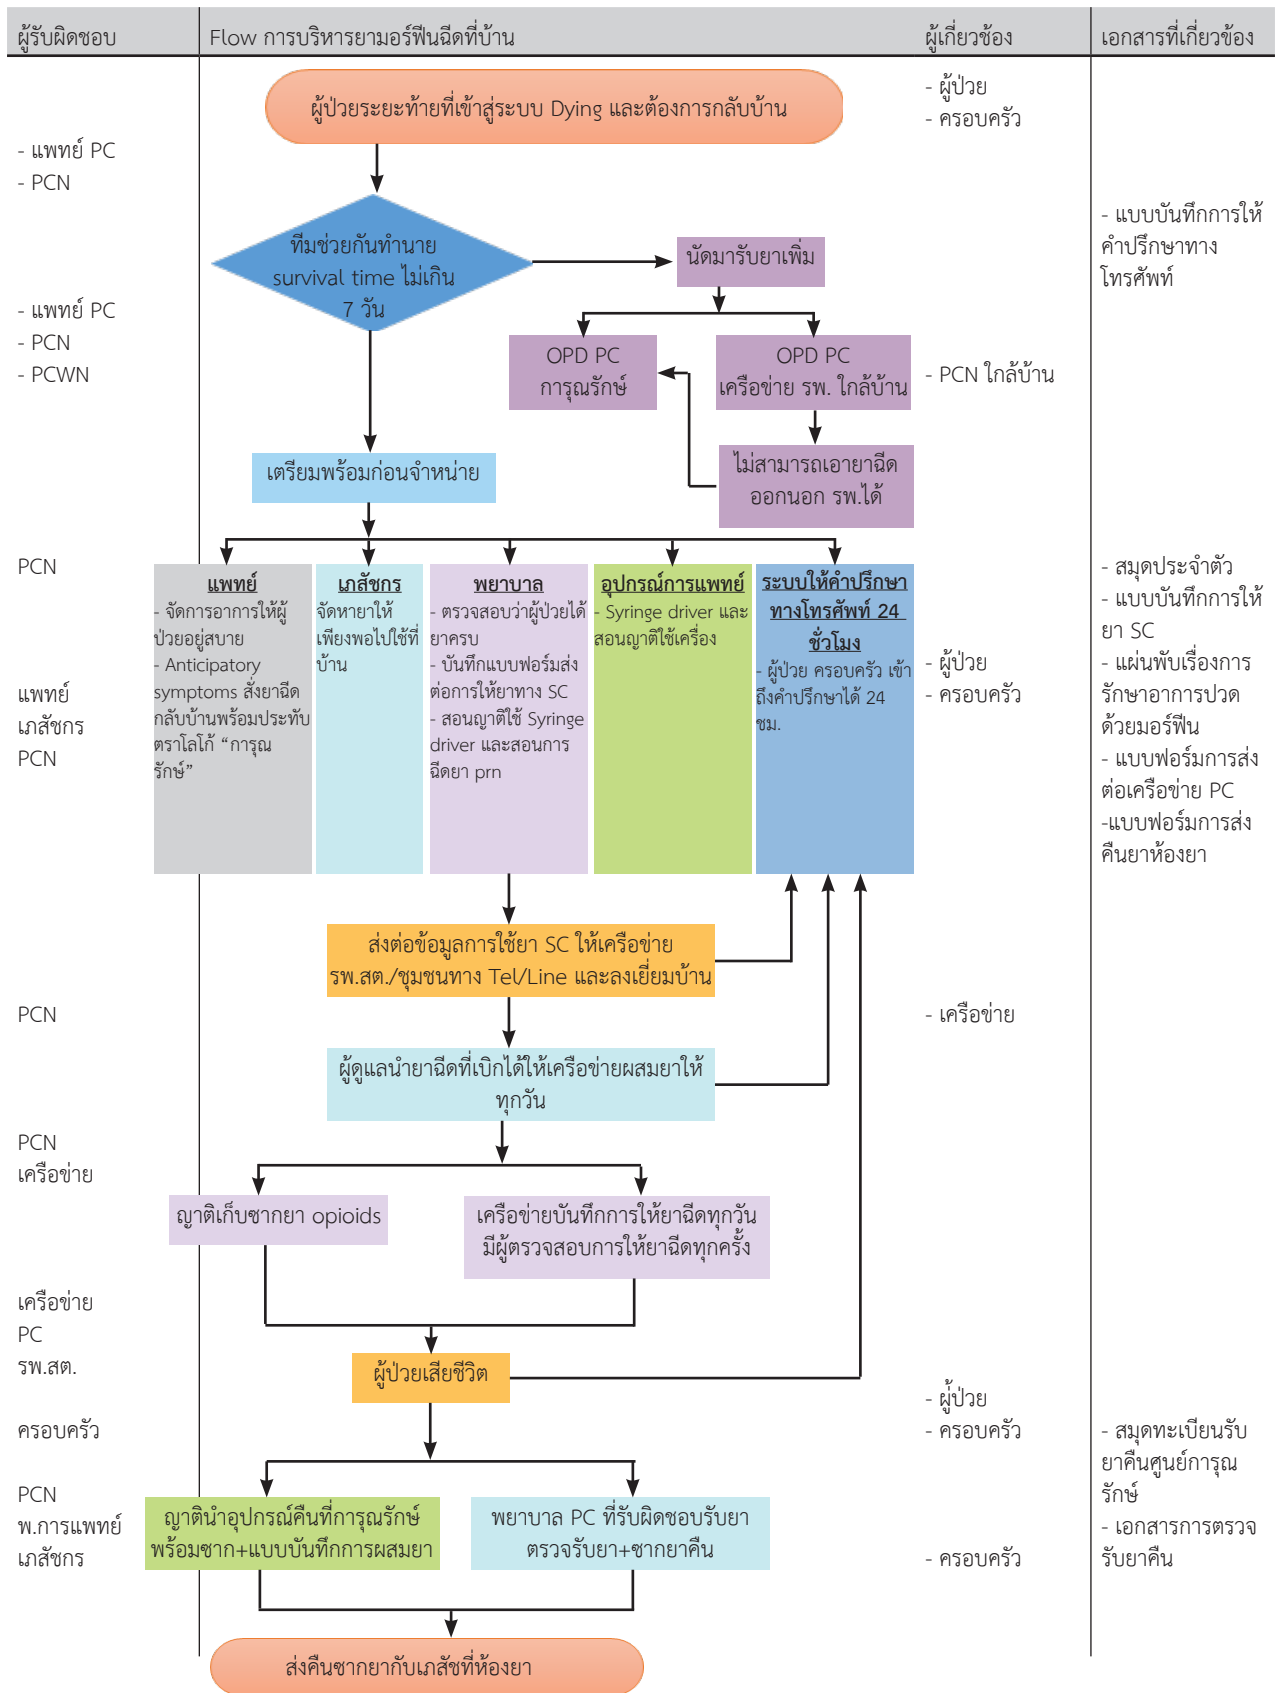 ผู้รับผิดชอบ
Flow การบริหารยามอร์ฟีนฉีดที่บ้าน
ผู้เกี่ยวช้อง
เอกสารที่เกี่ยวข้อง
ผู้ป่วยระยะท้ายที่เข้าสู่ระบบ Dying และต้องการกลับบ้าน
- ผู้ป่วย
- ครอบครัว
- แพทย์ PC
- PCN
ทีมช่วยกันทำนาย
survival time ไม่เกิน
7 วัน
นัดมารับยาเพิ่ม
- แบบบันทึกการให้
คำปรึกษาทาง
โทรศัพท์
- แพทย์ PC
- PCN
- PCWN
OPD PC
การุณรักษ์
OPD PC
เครือข่าย รพ. ใกล้บ้าน
- PCN ใกล้บ้าน
ไม่สามารถเอายาฉีด
ออกนอก รพ.ได้
เตรียมพร้อมก่อนจำหน่าย
PCN
แพทย์
เภสัชกร
PCN
แพทย์
- จัดการอาการให้ผู้
ป่วยอยู่สบาย
- Anticipatory
symptoms สั่งยาฉีด
กลับบ้านพร้อมประทับ
ตราโลโก้ “การุณ
รักษ์”
เภสัชกร
จัดหายาให้
เพียงพอไปใช้ที่
บ้าน
พยาบาล
- ตรวจสอบว่าผู้ป่วยได้
ยาครบ
- บันทึกแบบฟอร์มส่ง
ต่อการให้ยาทาง SC
- สอนญาติใช้ Syringe
driver และสอนการ
ฉีดยา prn
อุปกรณ์การแพทย์
- Syringe driver และ
สอนญาติใช้เครื่อง
ระบบให้คำปรึกษา
ทางโทรศัพท์ 24
ชั่วโมง
- ผู้ป่วย ครอบครัว เข้า
ถึงคำปรึกษาได้ 24
ชม.
- ผู้ป่วย
- ครอบครัว
- สมุดประจำตัว
- แบบบันทึกการให้
ยา SC
- แผ่นพับเรื่องการ
รักษาอาการปวด
ด้วยมอร์ฟีน
- แบบฟอร์มการส่ง
ต่อเครือข่าย PC
-แบบฟอร์มการส่ง
คืนยาห้องยา
ส่งต่อข้อมูลการใช้ยา SC ให้เครือข่าย
รพ.สต./ชุมชนทาง Tel/Line และลงเยี่ยมบ้าน
PCN
- เครือข่าย
ผู้ดูแลนำยาฉีดที่เบิกได้ให้เครือข่ายผสมยาให้
ทุกวัน
PCN
เครือข่าย
ญาติเก็บซากยา opioids
เครือข่ายบันทึกการให้ยาฉีดทุกวัน
มีผู้ตรวจสอบการให้ยาฉีดทุกครั้ง
เครือข่าย
PC
รพ.สต.
ผู้ป่วยเสียชีวิต
- ผู้ป่วย
- ครอบครัว
ครอบครัว
- สมุดทะเบียนรับ
ยาคืนศูนย์การุณ
รักษ์
- เอกสารการตรวจ
รับยาคืน
PCN
พ.การแพทย์
เภสัชกร
ญาตินำอุปกรณ์คืนที่การุณรักษ์
พร้อมซาก+แบบบันทึกการผสมยา
พยาบาล PC ที่รับผิดชอบรับยา
ตรวจรับยา+ซากยาคืน
- ครอบครัว
ส่งคืนซากยากับเภสัชที่ห้องยา